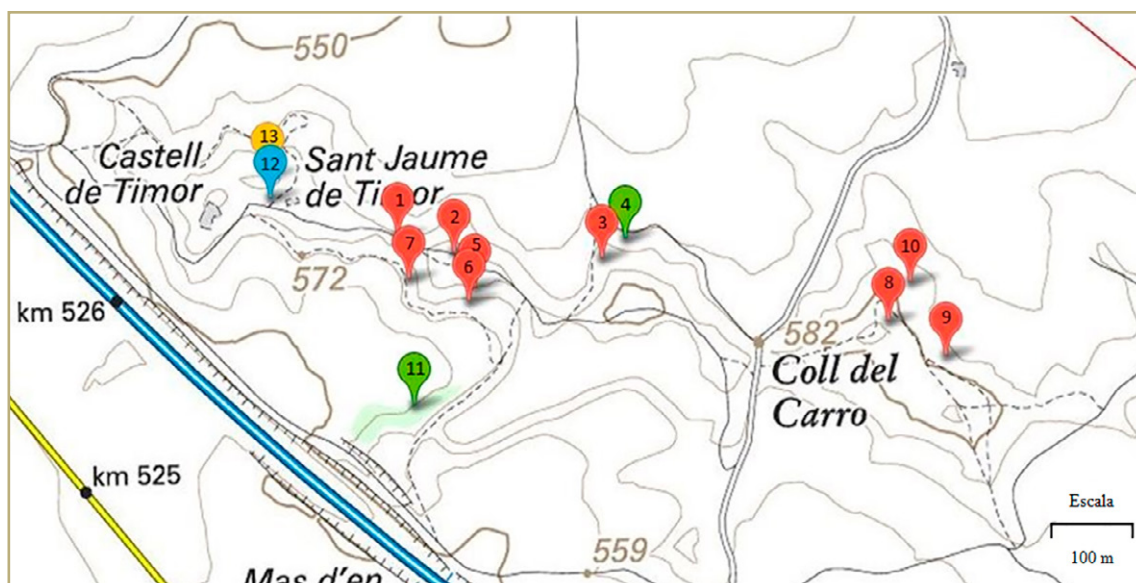 550
13
Castell
de Timor
12
Sant Jaume
de Timor
1
2
3
4
5
6
7
572
km 526
10
8
9
582
Coll del
Carro
11
km 525
Escala
100 m
559
Mas d'en